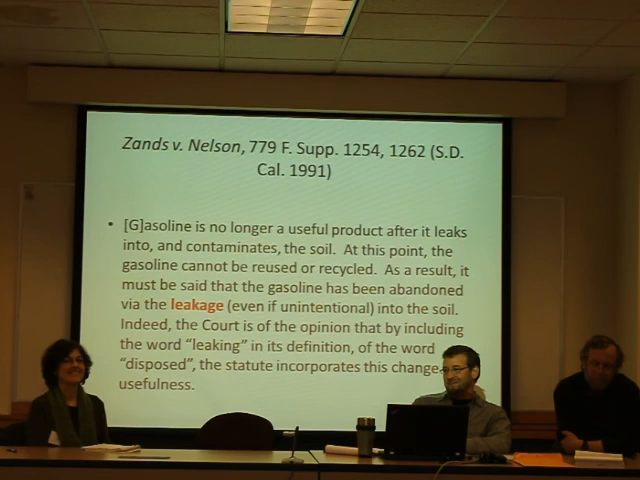 Zands v. Nelson, 779 F. Supp. 1254, 1262 (S.D.
Cal. 1991)
• [G]asoline is no longer a useful product after it leaks
into, and contaminates, the soil. At this point, the
gasoline cannot be reused or recycled. As a result, it
must be said that the gasoline has been abandoned
via the leakage (even if unintentional) into the soil.
Indeed, the Court is of the opinion that by including
the word “leaking” in its definition, of the word
“disposed”, the statute incorporates this change
usefulness.